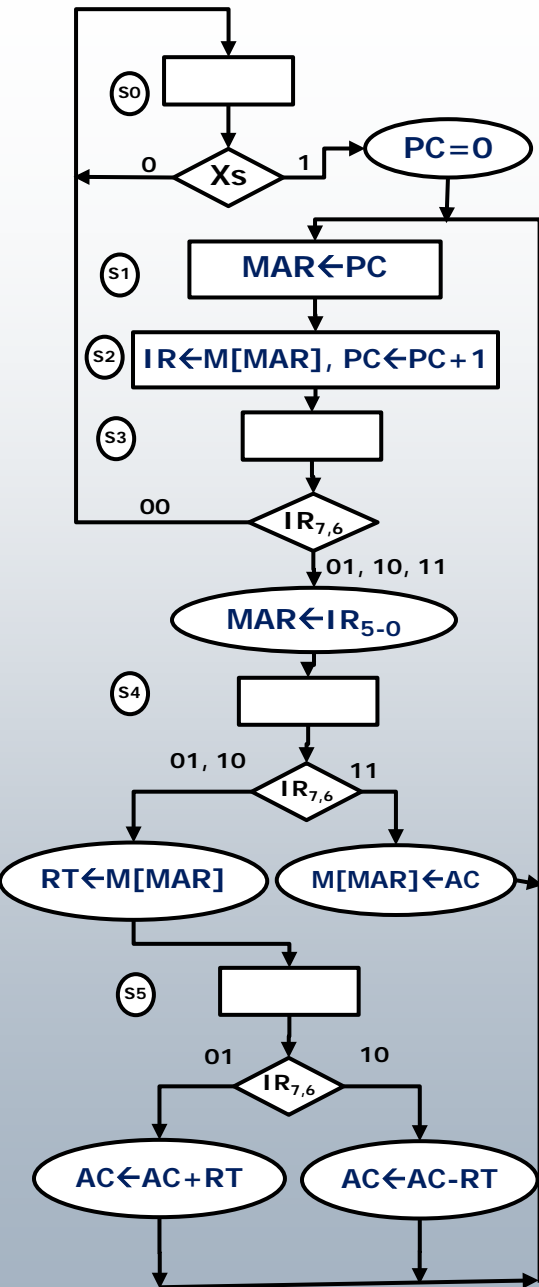 S0
0
Xs
1
PC=0
S1
MAR←PC
S2
IR←M[MAR], PC←PC+1
S3
00
IR7,6
01, 10, 11
MAR←IR5-0
S4
01, 10
IR7,6
11
RT←M[MAR]
M[MAR]←AC
S5
01
IR7,6
10
AC←AC+RT
AC←AC-RT